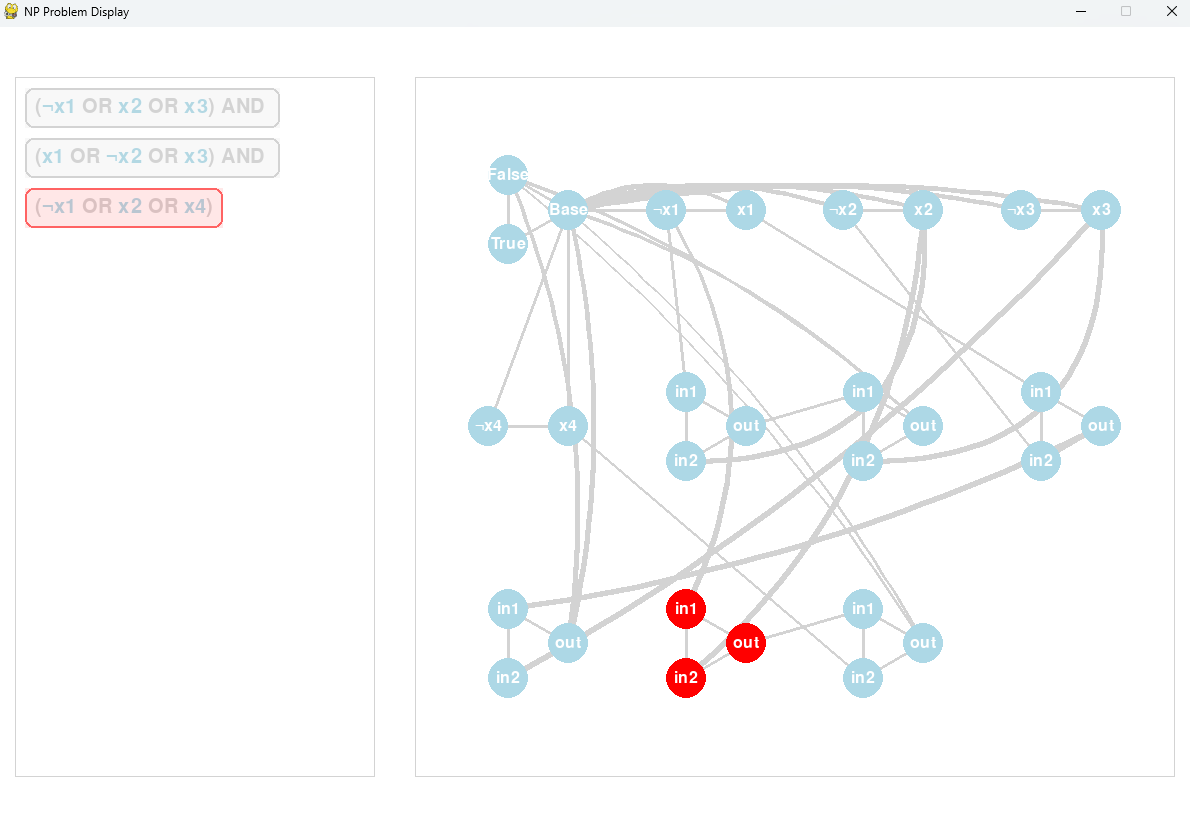 NP Problem Display
(¬x1 OR x2 OR x3) AND
(x1 OR ¬x2 OR x3) AND
(¬x1 OR x2 OR x4)
False
Base ¬x1 x1 ¬x2 x2 ¬x3 x3
True
in1 in1 in1
¬x4 x4 out out out
in2 in2 in2
in1 in1 in1
out out out
in2 in2 in2